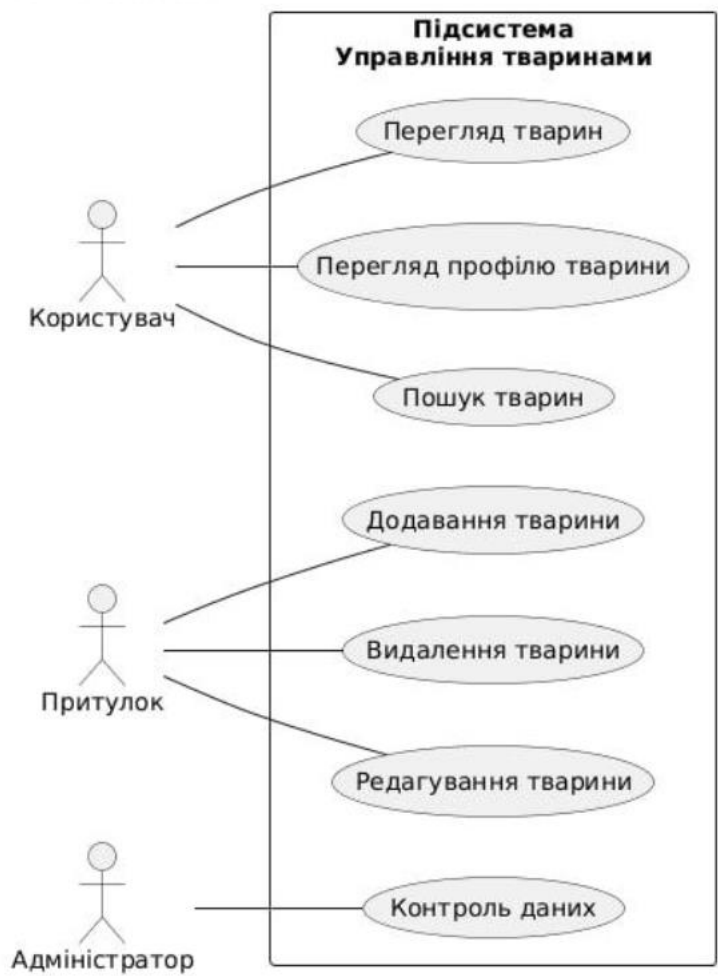 Підсистема
Управління тваринами
Перегляд тварин
Перегляд профілю тварини
Користувач
Пошук тварин
Додавання тварини
Видалення тварини
Притулок
Редагування тварини
Контроль даних
Адміністратор